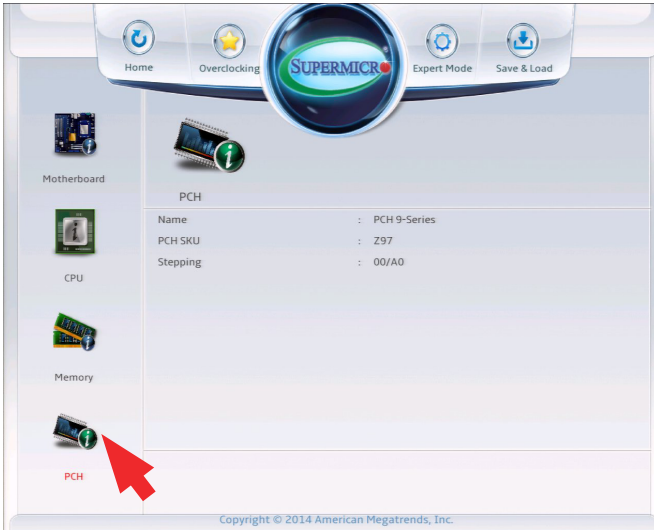 Home
Overclocking
SUPERMICR
Expert Mode
Save & Load
Motherboard
CPU
Memory
PCH
PCH
Name : PCH 9-Series
PCH SKU : Z97
Stepping : 00/A0
Copyright © 2014 American Megatrends, Inc.